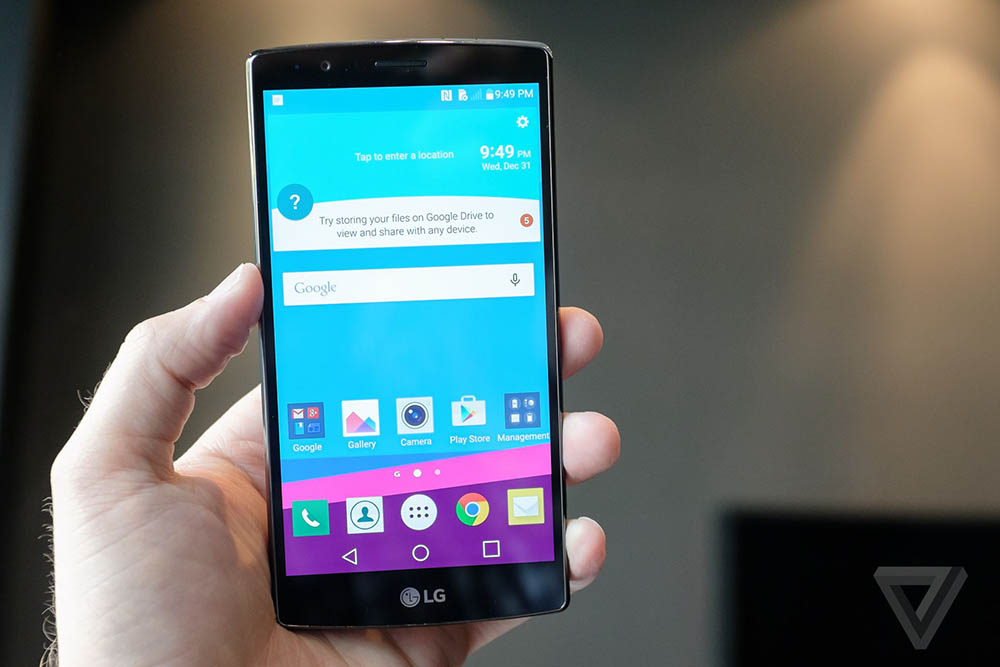 9:49 PM
Tap to enter a location
9:49 PM
Wed, Dec 31
?
Try storing your files on Google Drive to
view and share with any device.
5
Google
Google
Gallery
Camera
Play Store
Management
G
LG